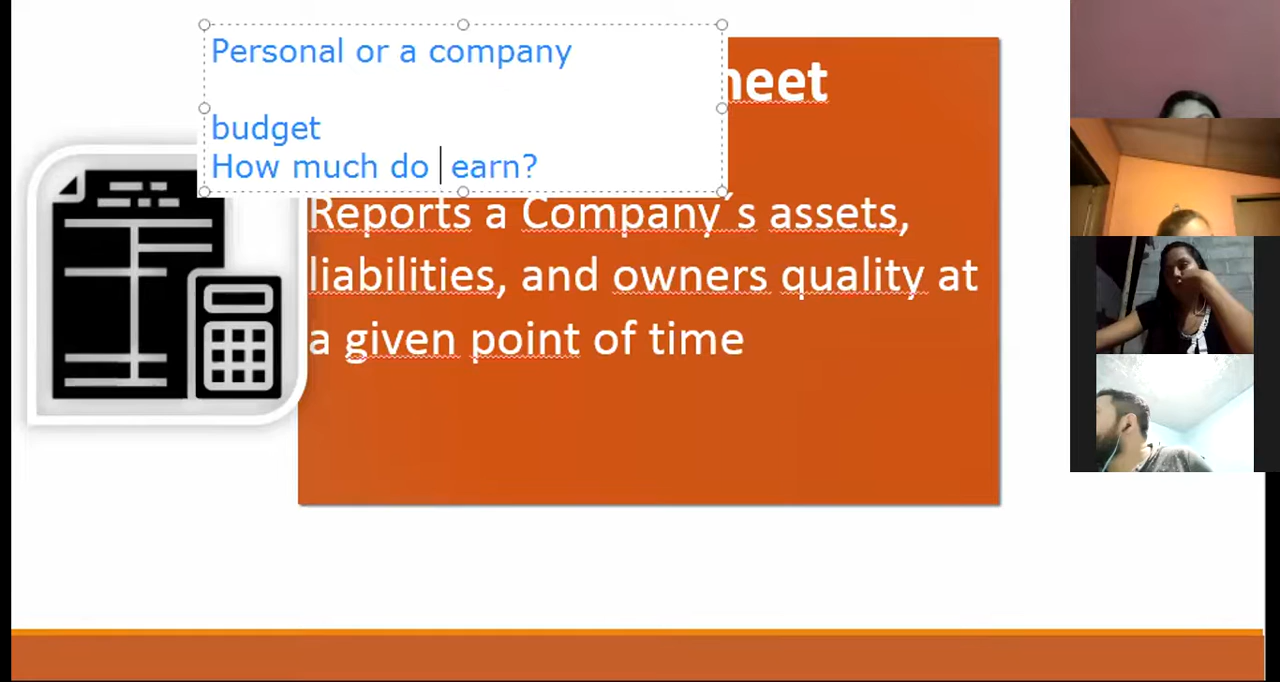 Personal or a company
budget
How much do earn?
heet
Reports a Company´s assets,
liabilities, and owners quality at
a given point of time